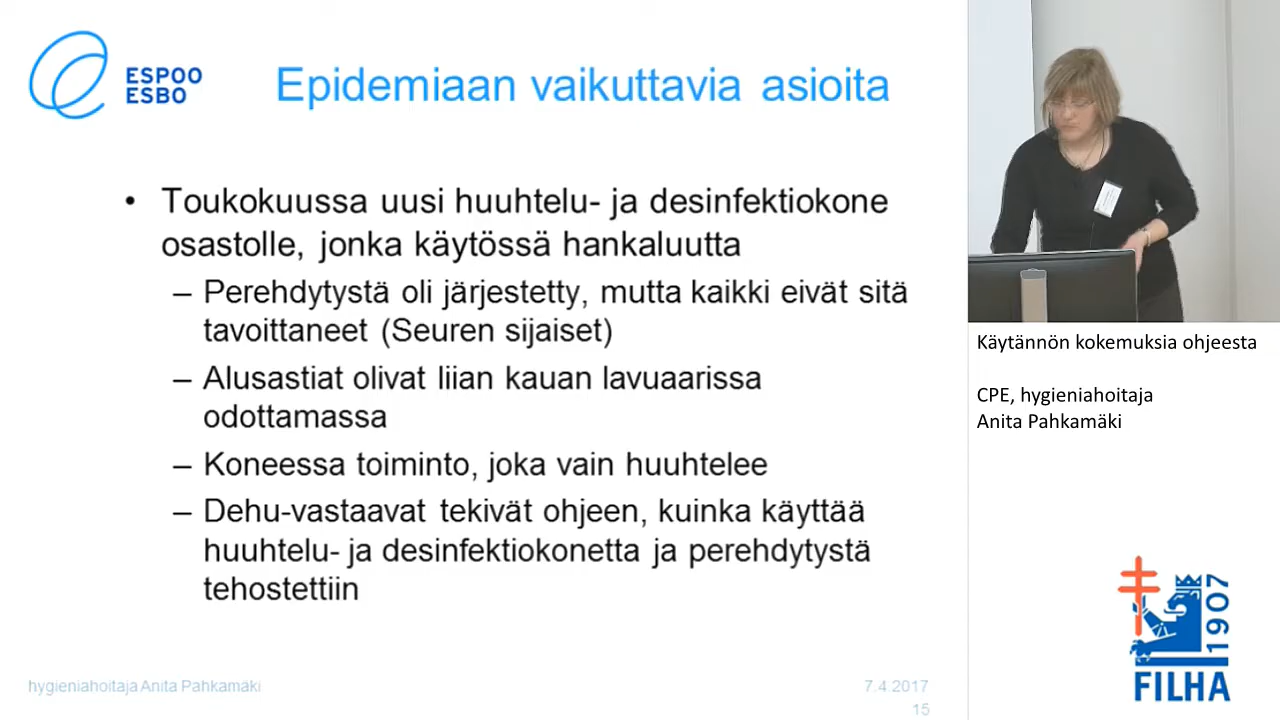 ESPOO
ESBO
Epidemiaan vaikuttavia asioita
• Toukokuussa uusi huuhtelu- ja desinfektiokone
osastolle, jonka käytössä hankaluutta
– Perehdytystä oli järjestetty, mutta kaikki eivät sitä
tavoittaneet (Seuren sijaiset)
– Alusastiat olivat liian kauan lavuaarissa
odottamassa
– Koneessa toiminto, joka vain huuhtelee
– Dehu-vastaavat tekivät ohjeen, kuinka käyttää
huuhtelu- ja desinfektiokonetta ja perehdytystä
tehostettiin
hygieniahoitaja Anita Pahkamäki
7.4.2017
15
Käytännön kokemuksia ohjeesta
CPE, hygieniahoitaja
Anita Pahkamäki
1907
FILHA